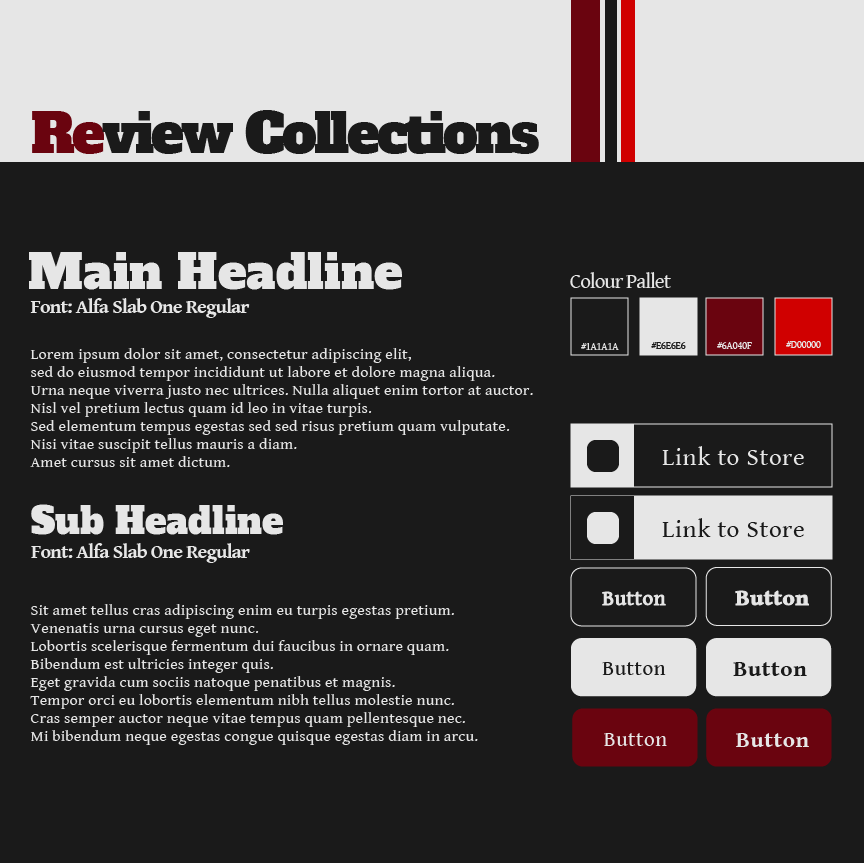 Review Collections
Main Headline
Font: Alfa Slab One Regular
Lorem ipsum dolor sit amet, consectetur adipiscing elit,
sed do eiusmod tempor incididunt ut labore et dolore magna aliqua.
Urna neque viverra justo nec ultrices. Nulla aliquet enim tortor at auctor.
Nisl vel pretium lectus quam id leo in vitae turpis.
Sed elementum tempus egestas sed sed risus pretium quam vulputate.
Nisi vitae suscipit tellus mauris a diam.
Amet cursus sit amet dictum.
Sub Headline
Font: Alfa Slab One Regular
Sit amet tellus cras adipiscing enim eu turpis egestas pretium.
Venenatis urna cursus eget nunc.
Lobortis scelerisque fermentum dui faucibus in ornare quam.
Bibendum est ultricies integer quis.
Eget gravida cum sociis natoque penatibus et magnis.
Tempor orci eu lobortis elementum nibh tellus molestie nunc.
Cras semper auctor neque vitae tempus quam pellentesque nec.
Mi bibendum neque egestas congue quisque egestas diam in arcu.
Colour Pallet
#1A1A1A #E6E6E6 #6A040F #D00000
Link to Store
Link to Store
Button Button
Button Button
Button Button